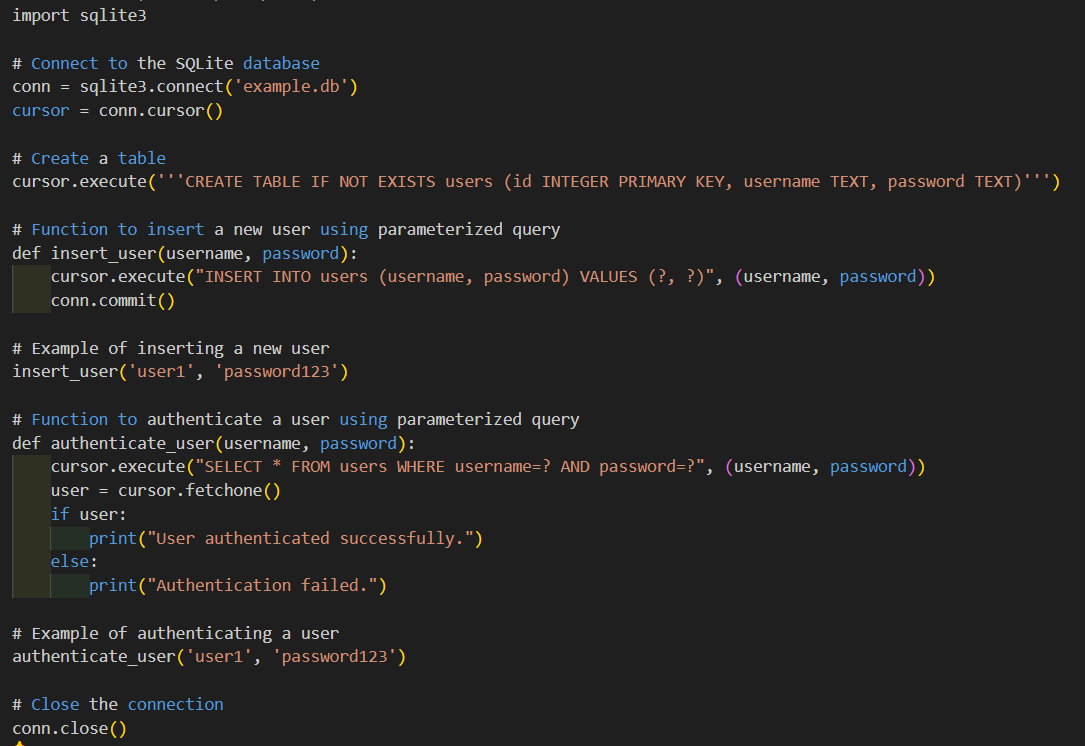 import sqlite3
# Connect to the SQLite database
conn = sqlite3.connect('example.db')
cursor = conn.cursor()
# Create a table
cursor.execute('''CREATE TABLE IF NOT EXISTS users (id INTEGER PRIMARY KEY, username TEXT, password TEXT)''')
# Function to insert a new user using parameterized query
def insert_user(username, password):
    cursor.execute("INSERT INTO users (username, password) VALUES (?, ?)", (username, password))
    conn.commit()
# Example of inserting a new user
insert_user('user1', 'password123')
# Function to authenticate a user using parameterized query
def authenticate_user(username, password):
    cursor.execute("SELECT * FROM users WHERE username=? AND password=?", (username, password))
    user = cursor.fetchone()
    if user:
        print("User authenticated successfully.")
    else:
        print("Authentication failed.")
# Example of authenticating a user
authenticate_user('user1', 'password123')
# Close the connection
conn.close()